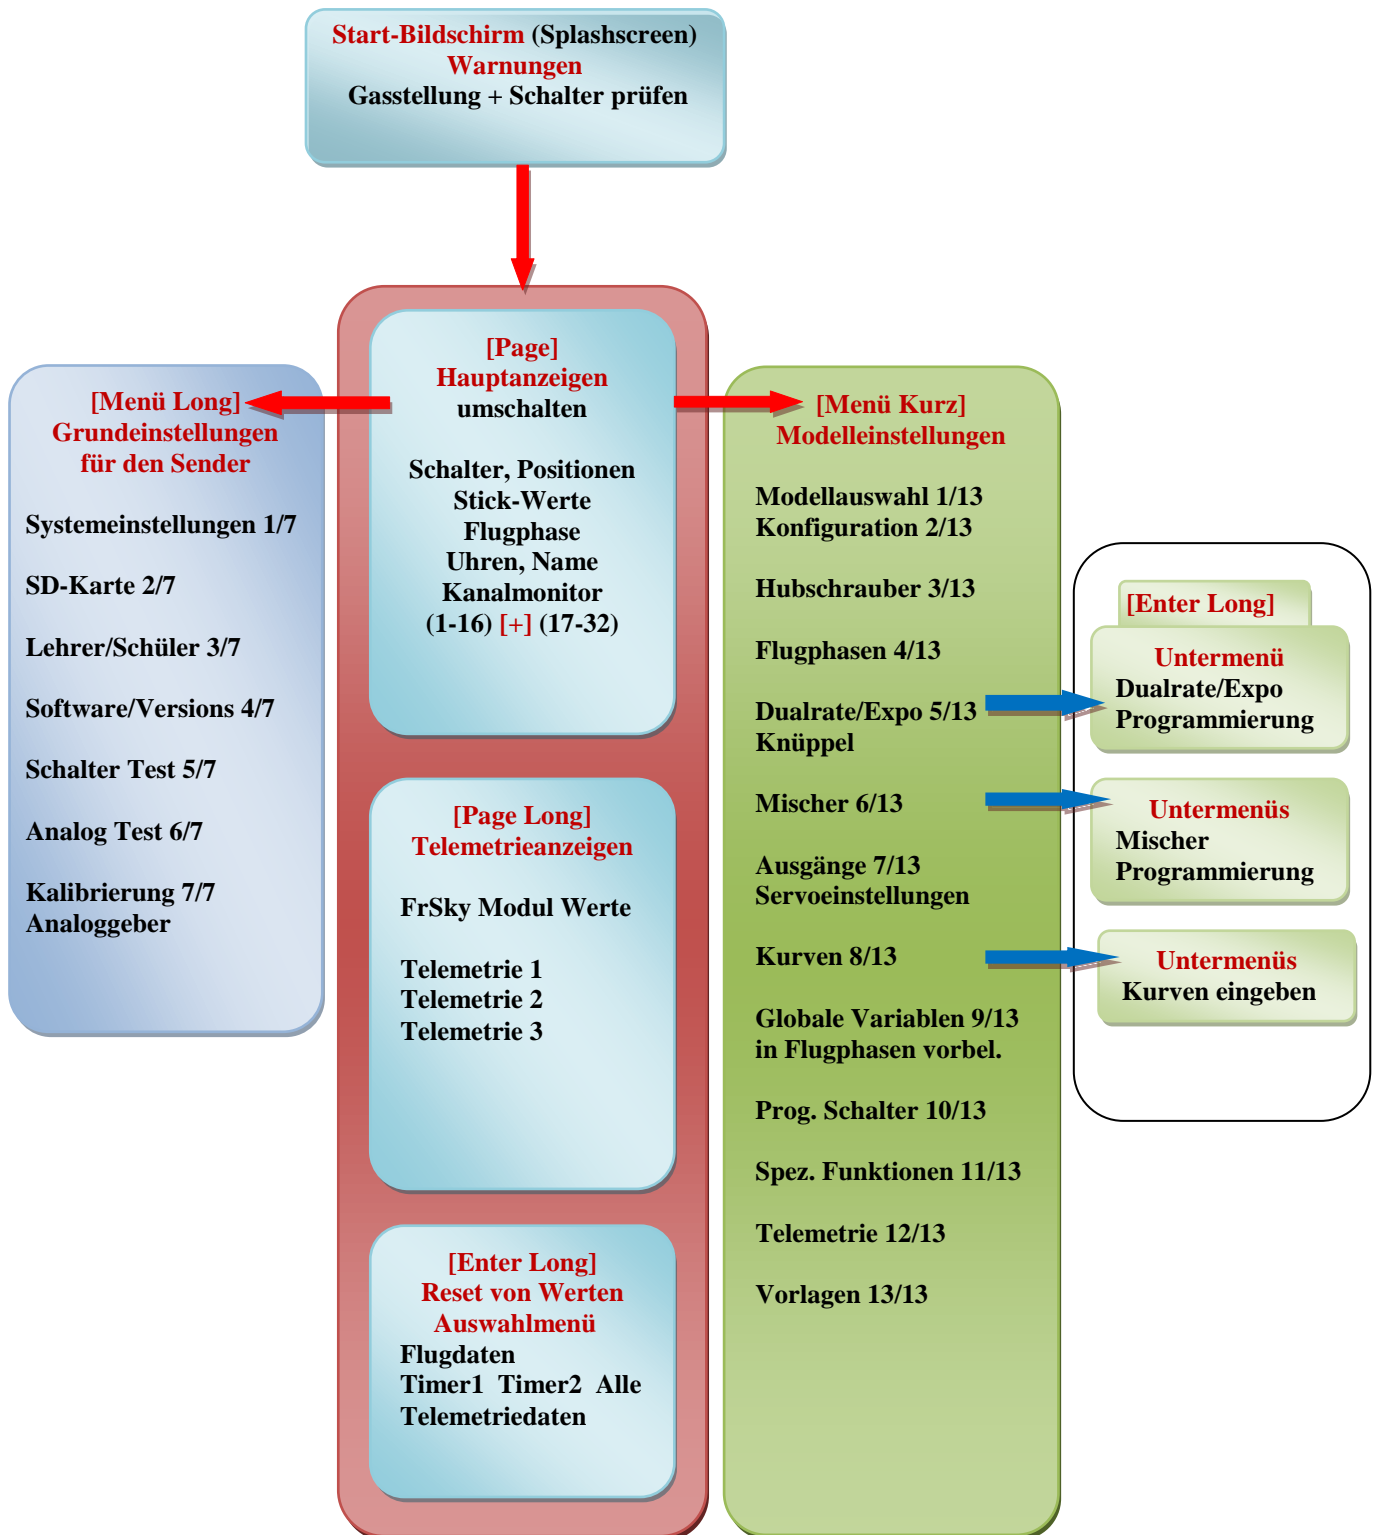 Start-Bildschirm (Splashscreen)
Warnungen
Gasstellung + Schalter prüfen
[Menü Long]
Grundeinstellungen
für den Sender
Systemeinstellungen 1/7
SD-Karte 2/7
Lehrer/Schüler 3/7
Software/Versions 4/7
Schalter Test 5/7
Analog Test 6/7
Kalibrierung 7/7
Analoggeber
[Page]
Hauptanzeigen
umschalten
Schalter, Positionen
Stick-Werte
Flugphase
Uhren, Name
Kanalmonitor
(1-16) [+] (17-32)
[Page Long]
Telemetrieanzeigen
FrSky Modul Werte
Telemetrie 1
Telemetrie 2
Telemetrie 3
[Enter Long]
Reset von Werten
Auswahlmenü
Flugdaten
Timer1 Timer2 Alle
Telemetriedaten
[Menü Kurz]
Modelleinstellungen
Modellauswahl 1/13
Konfiguration 2/13
Hubschrauber 3/13
Flugphasen 4/13
Dualrate/Expo 5/13
Knüppel
Mischer 6/13
Ausgänge 7/13
Servoeinstellungen
Kurven 8/13
Globale Variablen 9/13
in Flugphasen vorbel.
Prog. Schalter 10/13
Spez. Funktionen 11/13
Telemetrie 12/13
Vorlagen 13/13
[Enter Long]
Untermenü
Dualrate/Expo
Programmierung
Untermenüs
Mischer
Programmierung
Untermenüs
Kurven eingeben